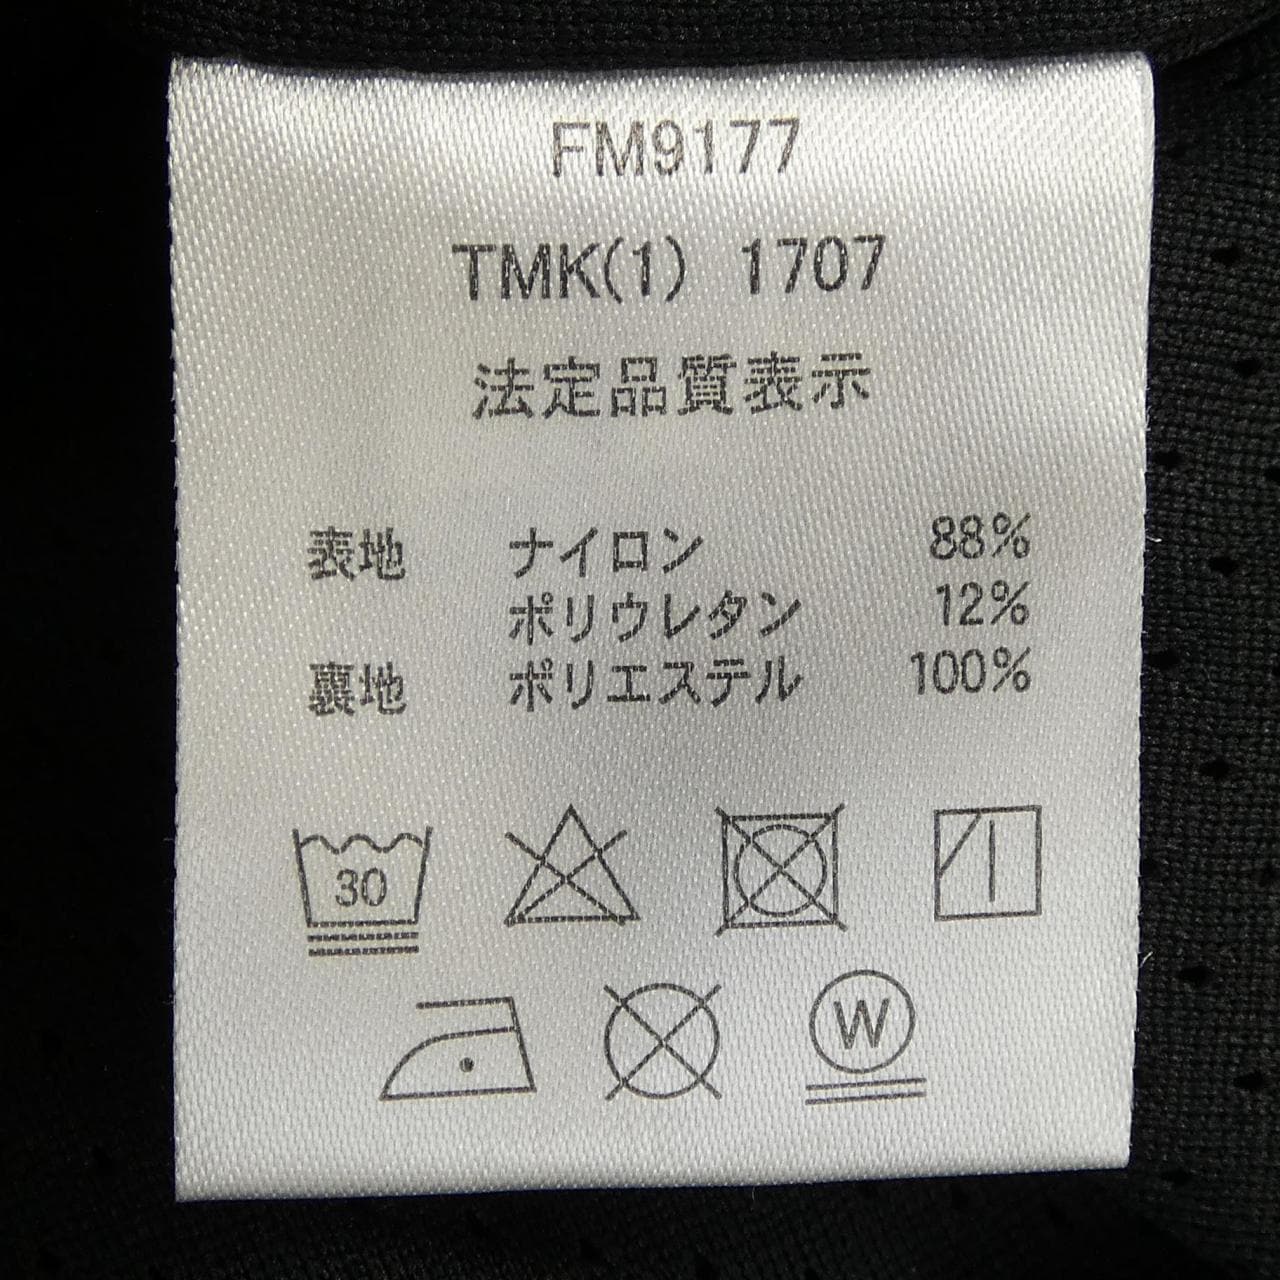 FM9177
TMK(1) 1707
法定品質表示
表地 ナイロン 88%
ポリウレタン 12%
裏地 ポリエステル 100%
30
W